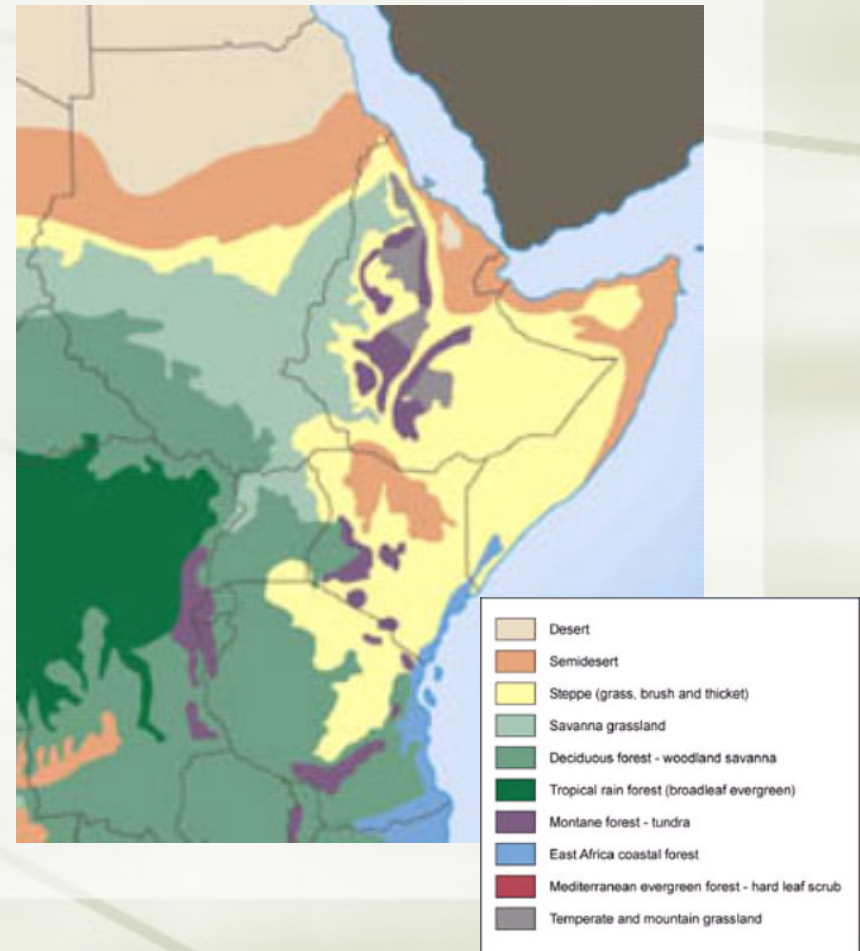 Desert
Semidesert
Steppe (grass, brush and thicket)
Savanna grassland
Deciduous forest - woodland savanna
Tropical rain forest (broadleaf evergreen)
Montane forest - tundra
East Africa coastal forest
Mediterranean evergreen forest - hard leaf scrub
Temperate and mountain grassland